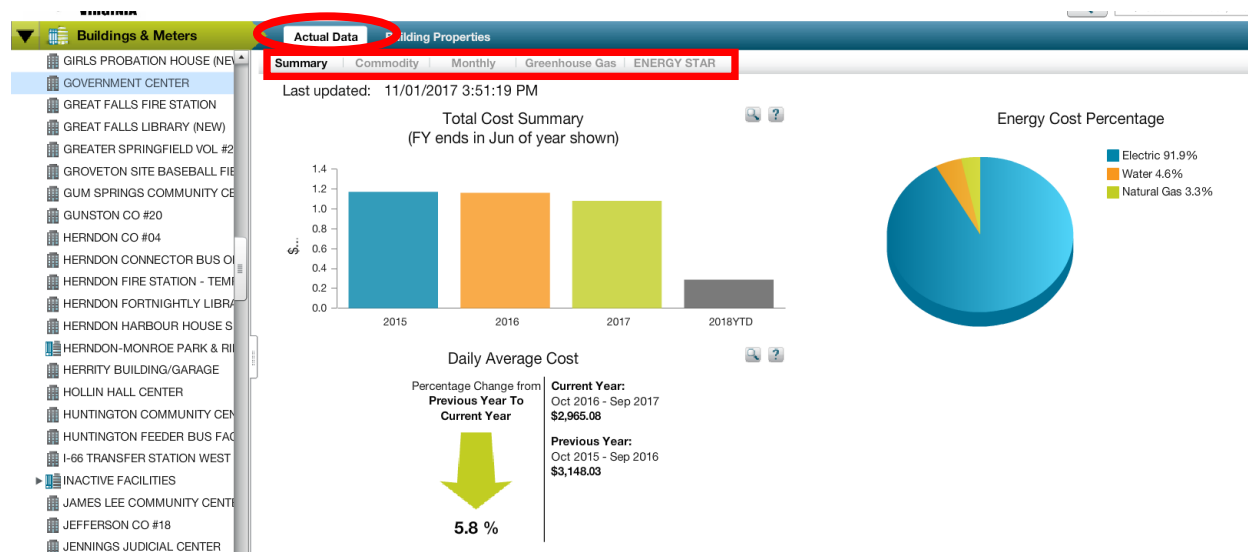 VIRGINIA
Buildings & Meters
Actual Data
Building Properties
GIRLS PROBATION HOUSE (NEW
GOVERNMENT CENTER
GREAT FALLS FIRE STATION
GREAT FALLS LIBRARY (NEW)
GREATER SPRINGFIELD VOL #2
GROVETON SITE BASEBALL FIE
GUM SPRINGS COMMUNITY CE
GUNSTON CO #20
HERNDON CO #04
HERNDON CONNECTOR BUS O
HERNDON FIRE STATION - TEM
HERNDON FORTNIGHTLY LIBRA
HERNDON HARBOUR HOUSE S
HERNDON-MONROE PARK & RI
HERRITY BUILDING/GARAGE
HOLLIN HALL CENTER
HUNTINGTON COMMUNITY CEN
HUNTINGTON FEEDER BUS FAC
I-66 TRANSFER STATION WEST
INACTIVE FACILITIES
JAMES LEE COMMUNITY CENTE
JEFFERSON CO #18
JENNINGS JUDICIAL CENTER
Summary Commodity Monthly Greenhouse Gas ENERGY STAR
Last updated: 11/01/2017 3:51:19 PM
Total Cost Summary
(FY ends in Jun of year shown)
$...
1.4
1.2
1.0
0.8
0.6
0.4
0.2
0.0
2015 2016 2017 2018YTD
Energy Cost Percentage
Electric 91.9%
Water 4.6%
Natural Gas 3.3%
Daily Average Cost
Percentage Change from
Previous Year To
Current Year
5.8 %
Current Year:
Oct 2016 - Sep 2017
$2,965.08
Previous Year:
Oct 2015 - Sep 2016
$3,148.03